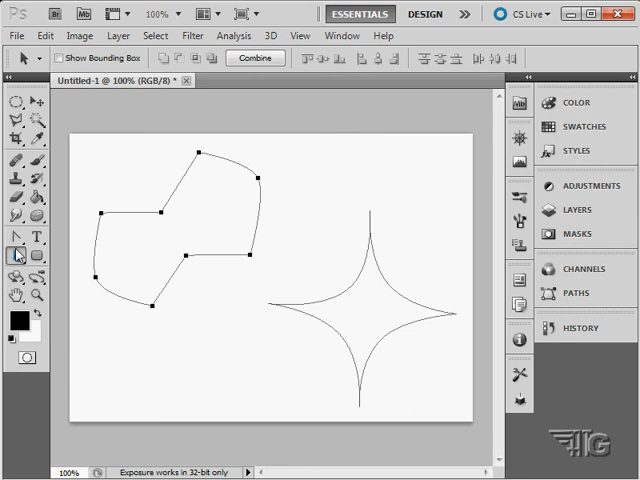 Ps Br Mb 100% ESSENTIALS DESIGN CS Live
File Edit Image Layer Select Filter Analysis 3D View Window Help
Show Bounding Box Combine
Untitled-1 @ 100% (RGB/8) *
Mb COLOR
SWATCHES
STYLES
ADJUSTMENTS
LAYERS
MASKS
T
CHANNELS
PATHS
HISTORY
100% Exposure works in 32-bit only